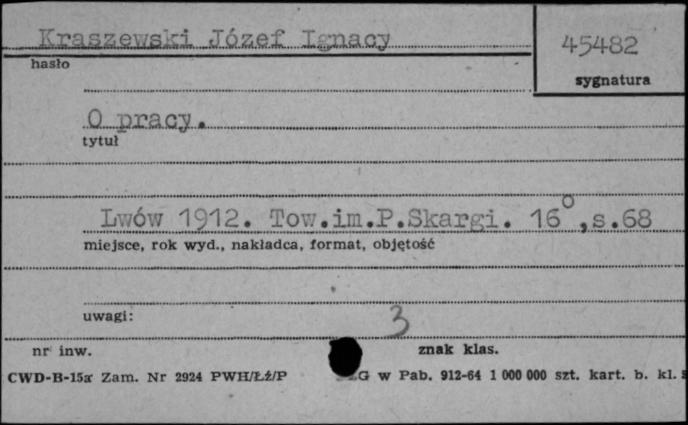 Kraszewski Józef Ignacy
45482
hasło
sygnatura
O pracy.
tytuł
Lwów 1912. Tow.im.P.Skargi. 16°,s.68
miejsce, rok wyd., nakładca, format, objętość
uwagi:
3
nr inw.
znak klas.
CWD-B-15a Zam. Nr 2924 PWH/Łź/P
G w Pab. 912-64 1 000 000 szt. kart. b. kl.